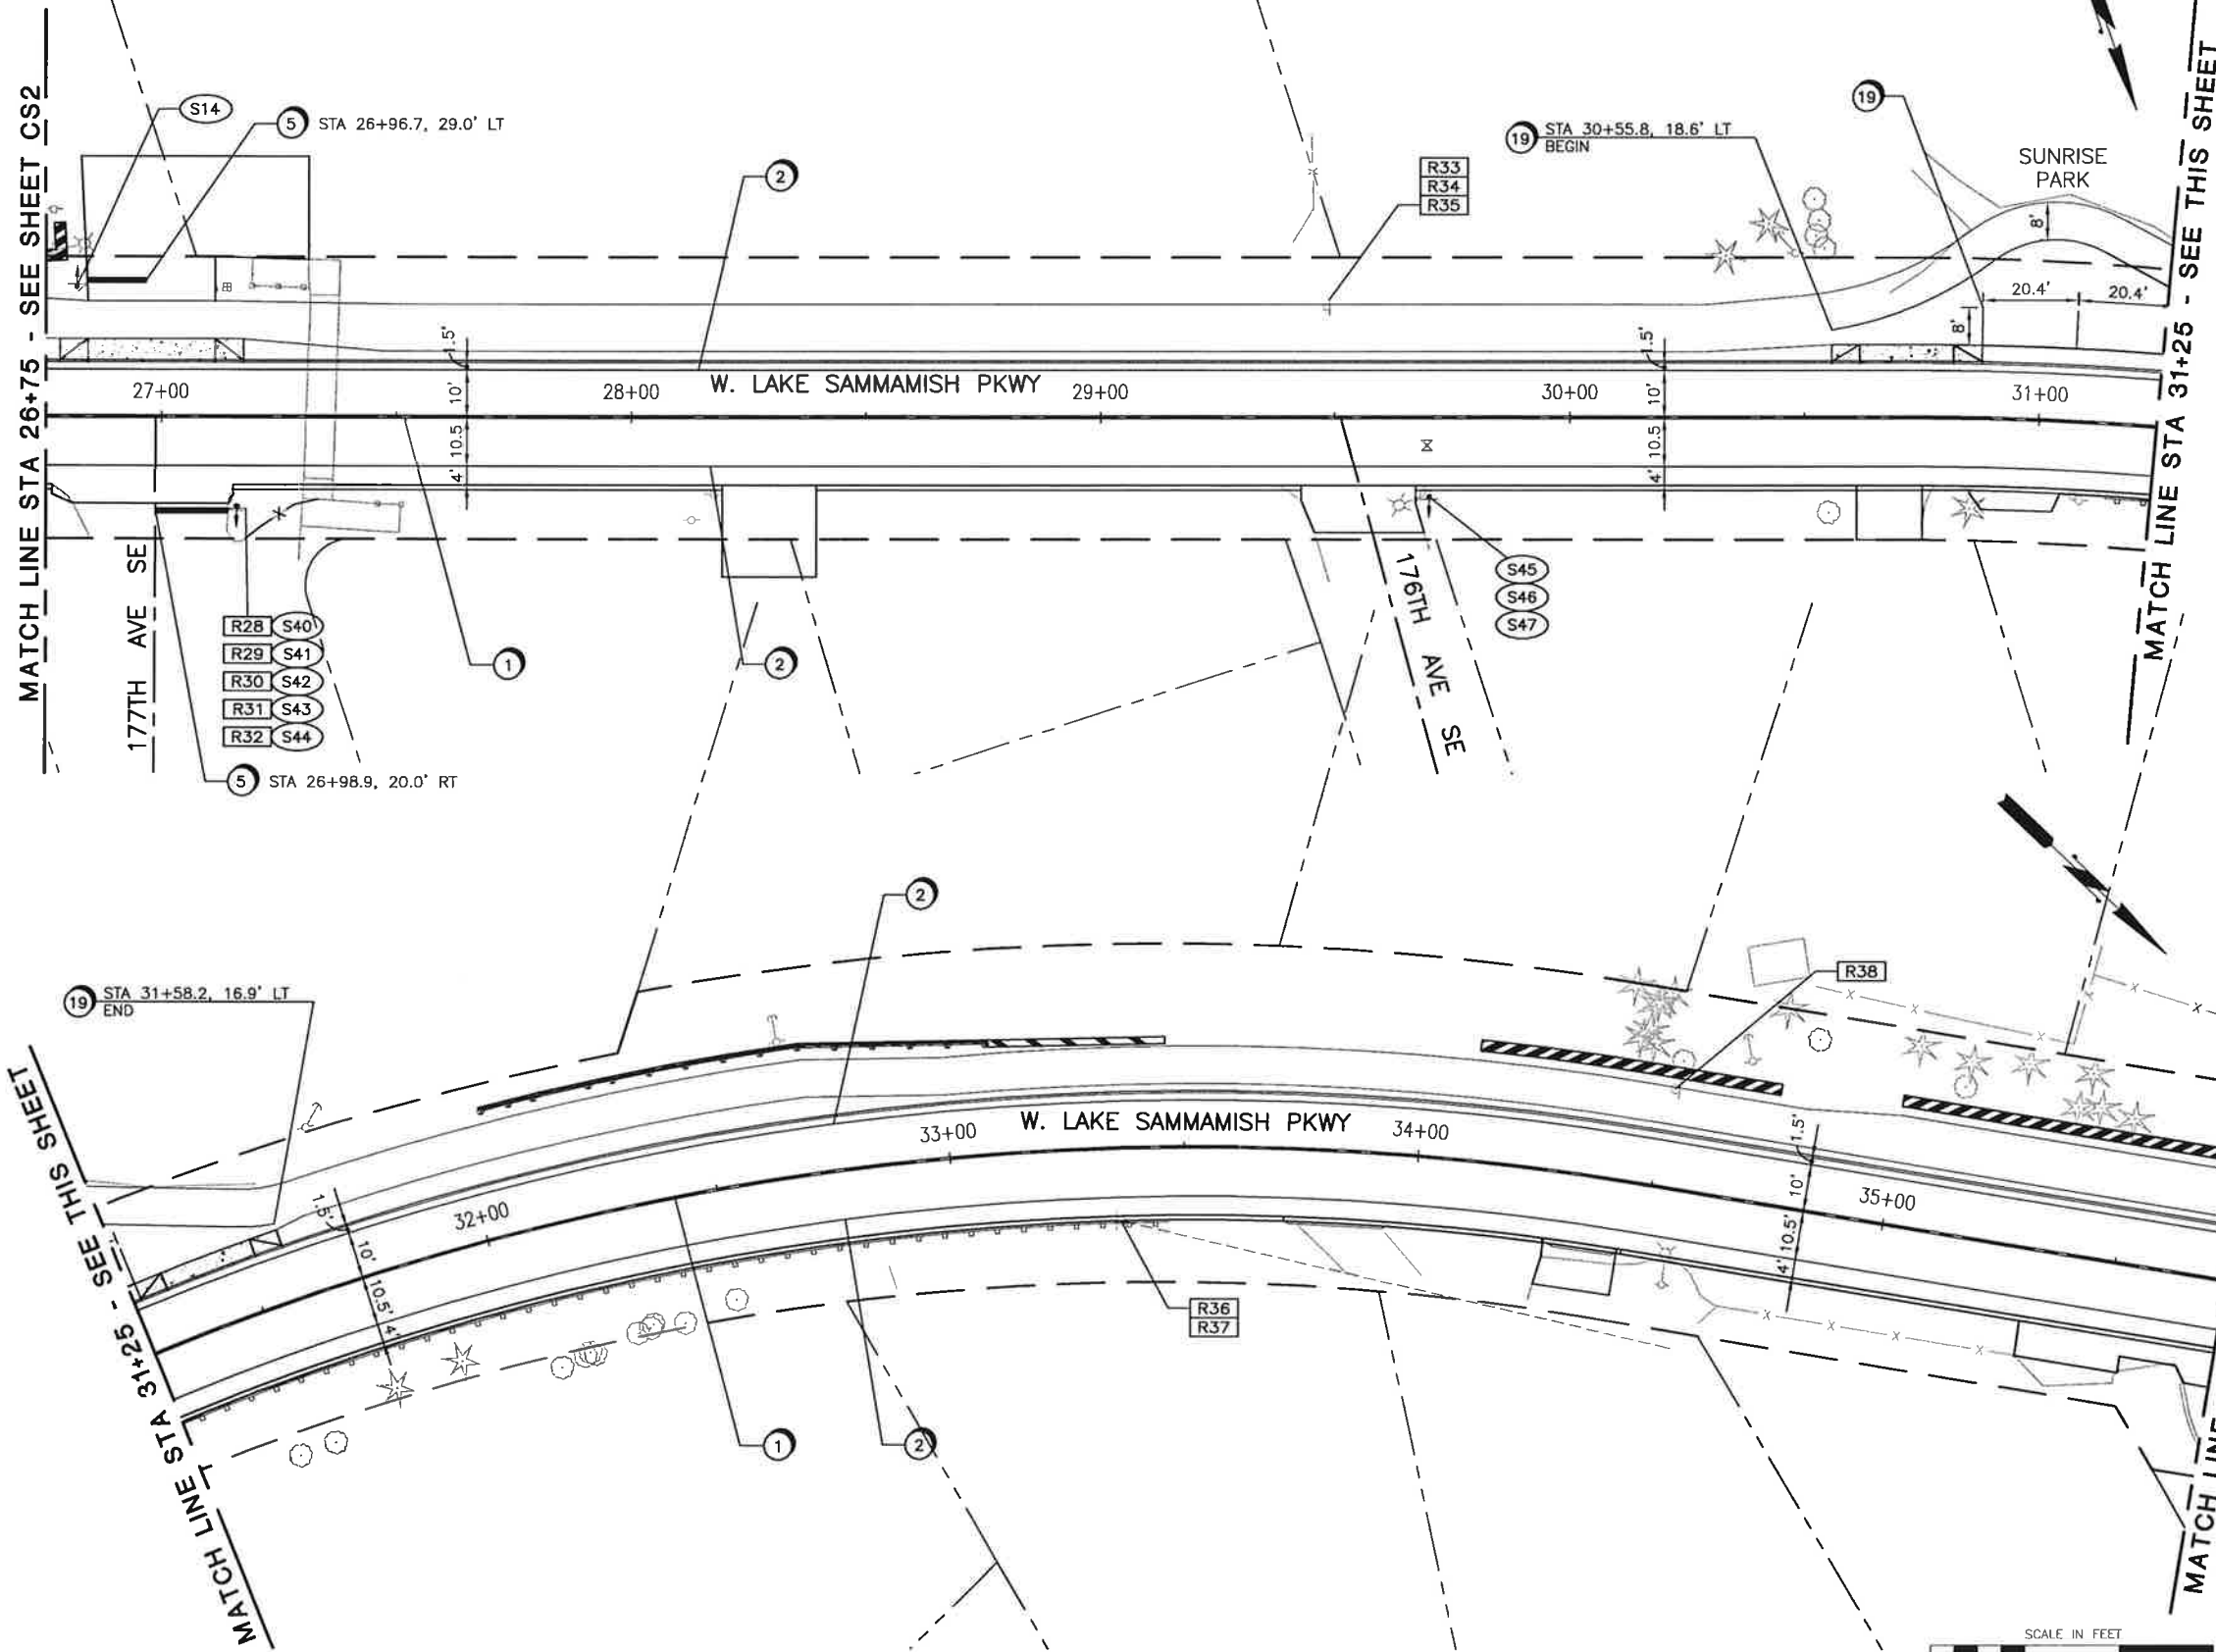 MATCH LINE STA 26+75 - SEE SHEET CS2
S14
5 STA 26+96.7, 29.0' LT
2
R33
R34
R35
19 STA 30+55.8, 18.6' LT
BEGIN
19
SUNRISE
PARK
8'
20.4'
20.4'
8'
1.5'
10'
10.5
4'
27+00
28+00
W. LAKE SAMMAMISH PKWY
29+00
30+00
31+00
1.5'
10'
10.5
4'
MATCH LINE STA 31+25 - SEE THIS SHEET
177TH AVE SE
R28 S40
R29 S41
R30 S42
R31 S43
R32 S44
5 STA 26+98.9, 20.0' RT
1
2
176TH AVE SE
S45
S46
S47
19 STA 31+58.2, 16.9' LT
END
2
R38
MATCH LINE STA 31+25 - SEE THIS SHEET
1.5'
10'
10.5'
4'
32+00
33+00
W. LAKE SAMMAMISH PKWY
34+00
35+00
1.5'
10'
10.5'
4'
R36
R37
1
2
MATCH LINE
SCALE IN FEET